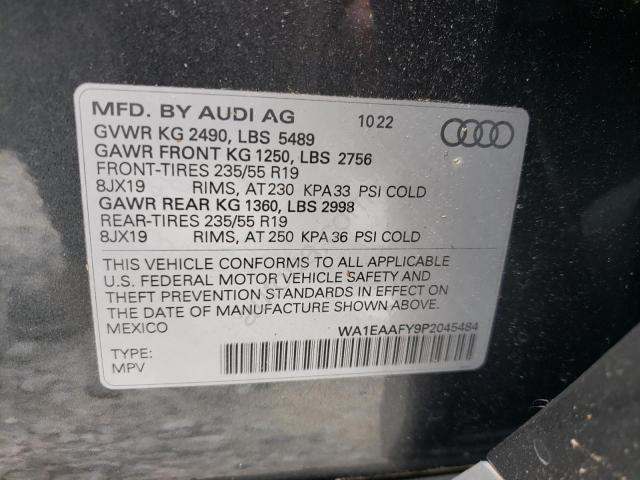 MFD. BY AUDI AG 10 22
GVWR KG 2490, LBS 5489
GAWR FRONT KG 1250, LBS 2756
FRONT-TIRES 235/55 R19
8JX19 RIMS, AT 230 KPA 33 PSI COLD
GAWR REAR KG 1360, LBS 2998
REAR-TIRES 235/55 R19
8JX19 RIMS, AT 250 KPA 36 PSI COLD
THIS VEHICLE CONFORMS TO ALL APPLICABLE
U.S. FEDERAL MOTOR VEHICLE SAFETY AND
THEFT PREVENTION STANDARDS IN EFFECT ON
THE DATE OF MANUFACTURE SHOWN ABOVE.
MEXICO WA1EAAFY9P2045484
TYPE:
MPV